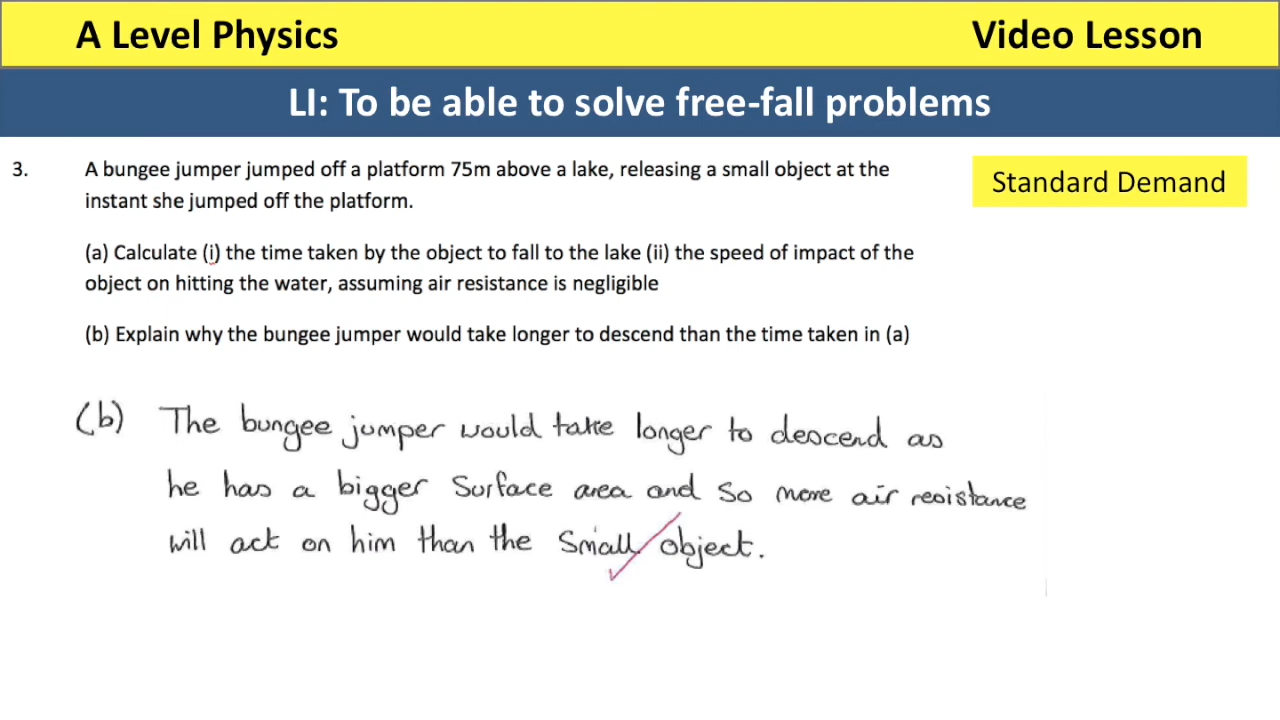 A Level Physics
Video Lesson
LI: To be able to solve free-fall problems
3. A bungee jumper jumped off a platform 75m above a lake, releasing a small object at the
instant she jumped off the platform.
Standard Demand
(a) Calculate (i) the time taken by the object to fall to the lake (ii) the speed of impact of the
object on hitting the water, assuming air resistance is negligible
(b) Explain why the bungee jumper would take longer to descend than the time taken in (a)
(b) The bungee jumper would take longer to descend as
he has a bigger surface area and so more air resistance
will act on him than the small object.